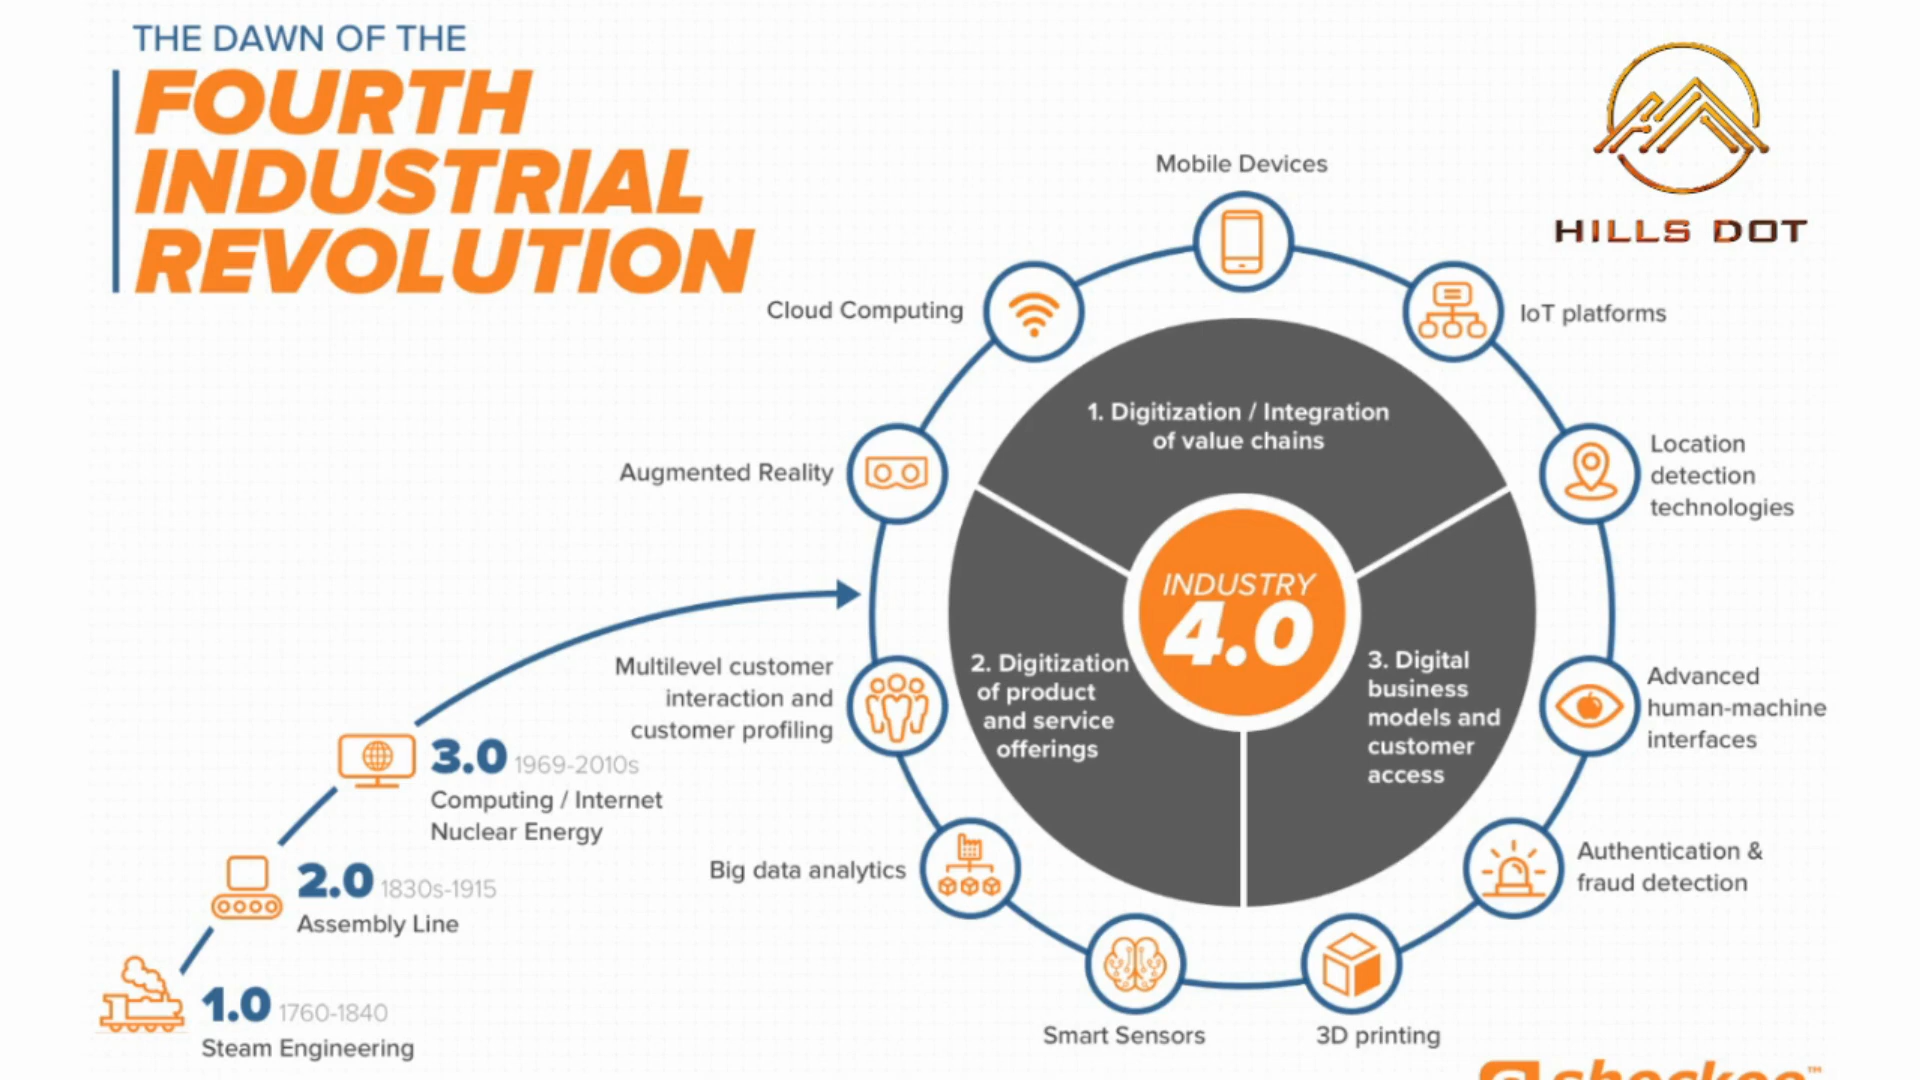 THE DAWN OF THE
FOURTH
INDUSTRIAL
REVOLUTION
HILLS DOT
Mobile Devices
Cloud Computing
IoT platforms
Augmented Reality
Location
detection
technologies
1. Digitization / Integration
of value chains
INDUSTRY
4.0
2. Digitization
of product
and service
offerings
3. Digital
business
models and
customer
access
Multilevel customer
interaction and
customer profiling
Advanced
human-machine
interfaces
Big data analytics
Authentication &
fraud detection
Smart Sensors
3D printing
3.0 1969-2010s
Computing / Internet
Nuclear Energy
2.0 1830s-1915
Assembly Line
1.0 1760-1840
Steam Engineering